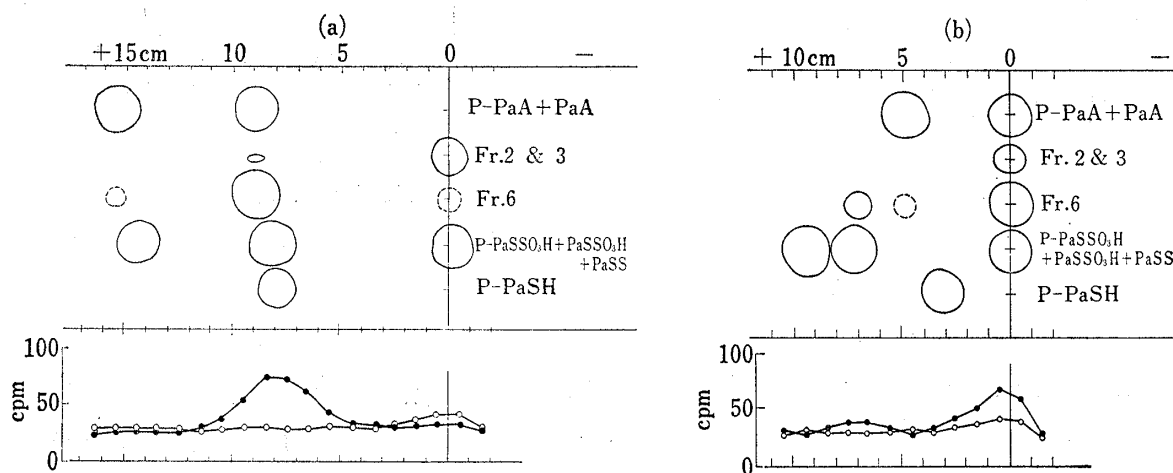 (a)
+15cm 10 5 0 —
P-PaA+PaA
Fr.2 & 3
Fr.6
P-PaSSO₃H+PaSSO₃H
+PaSS
P-PaSH
100
50
0
cpm
(b)
+ 10cm 5 0 —
P-PaA+PaA
Fr. 2 & 3
Fr.6
P-PaSSO₃H
+PaSSO₃H+PaSS
P-PaSH
100
50
0
cpm